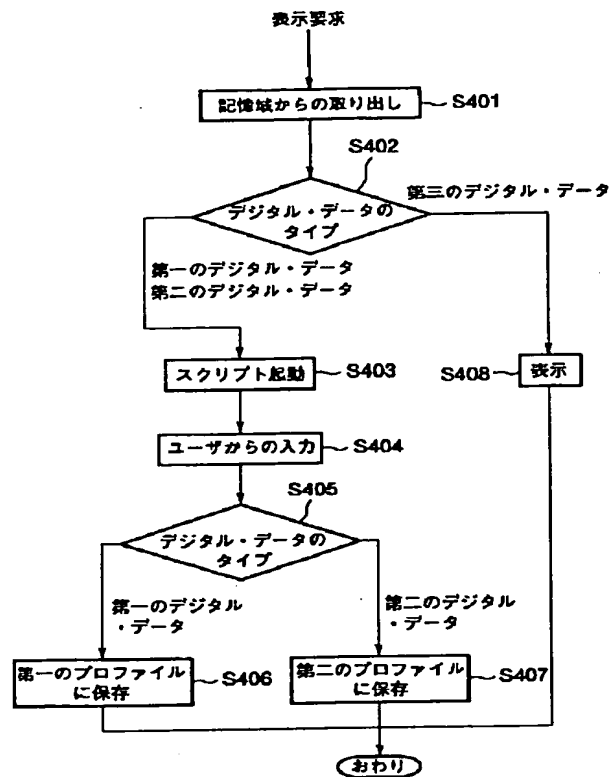 表示要求
記憶域からの取り出し
S401
S402
デジタル・データの
タイプ
第三のデジタル・データ
第一のデジタル・データ
第二のデジタル・データ
スクリプト起動
S403
S408
表示
ユーザからの入力
S404
S405
デジタル・データの
タイプ
第一のデジタル
・データ
第二のデジタル
・データ
第一のプロファイル
に保存
S406
第二のプロファイル
に保存
S407
おわり